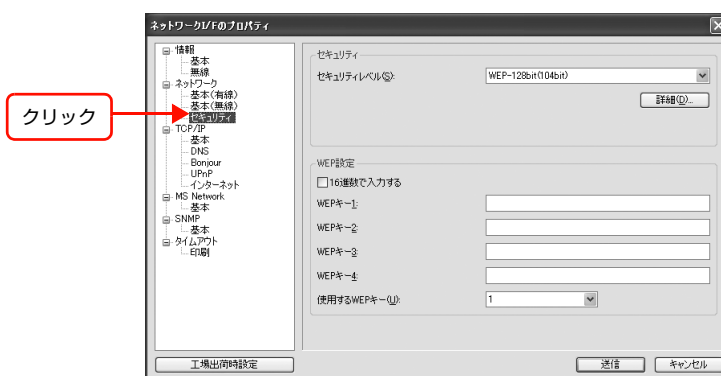 ネットワークI/Fのプロパティ
クリック
情報
基本
無線
ネットワーク
基本(有線)
基本(無線)
セキュリティ
TCP/IP
基本
DNS
Bonjour
UPnP
インターネット
MS Network
基本
SNMP
基本
タイムアウト
印刷
セキュリティ
セキュリティレベル(S):
WEP-128bit(104bit)
詳細(D)...
WEP設定
16進数で入力する
WEPキー1:
WEPキー2:
WEPキー3:
WEPキー4:
使用するWEPキー(U):
1
工場出荷時設定
送信
キャンセル